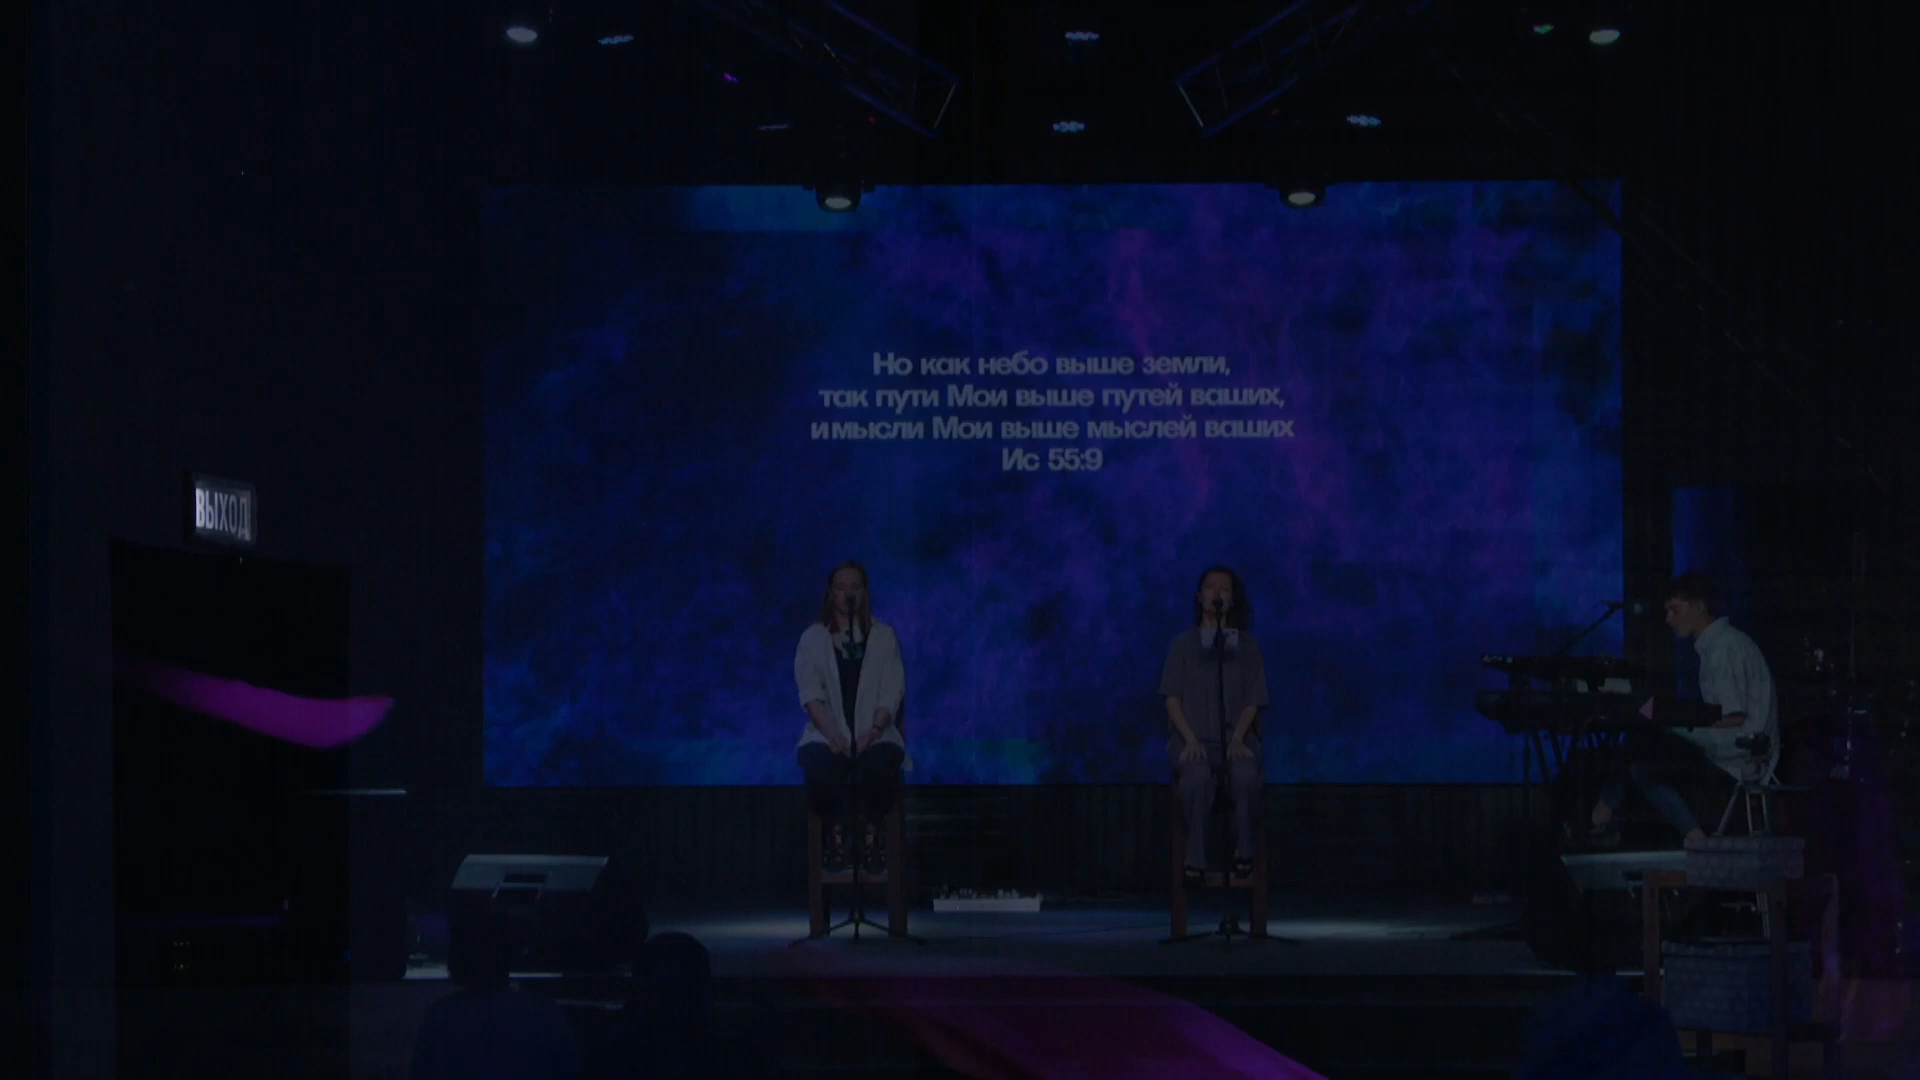 Но как небо выше земли,
так пути Мои выше путей ваших,
и мысли Мои выше мыслей ваших
Ис 55:9
ВЫХОД